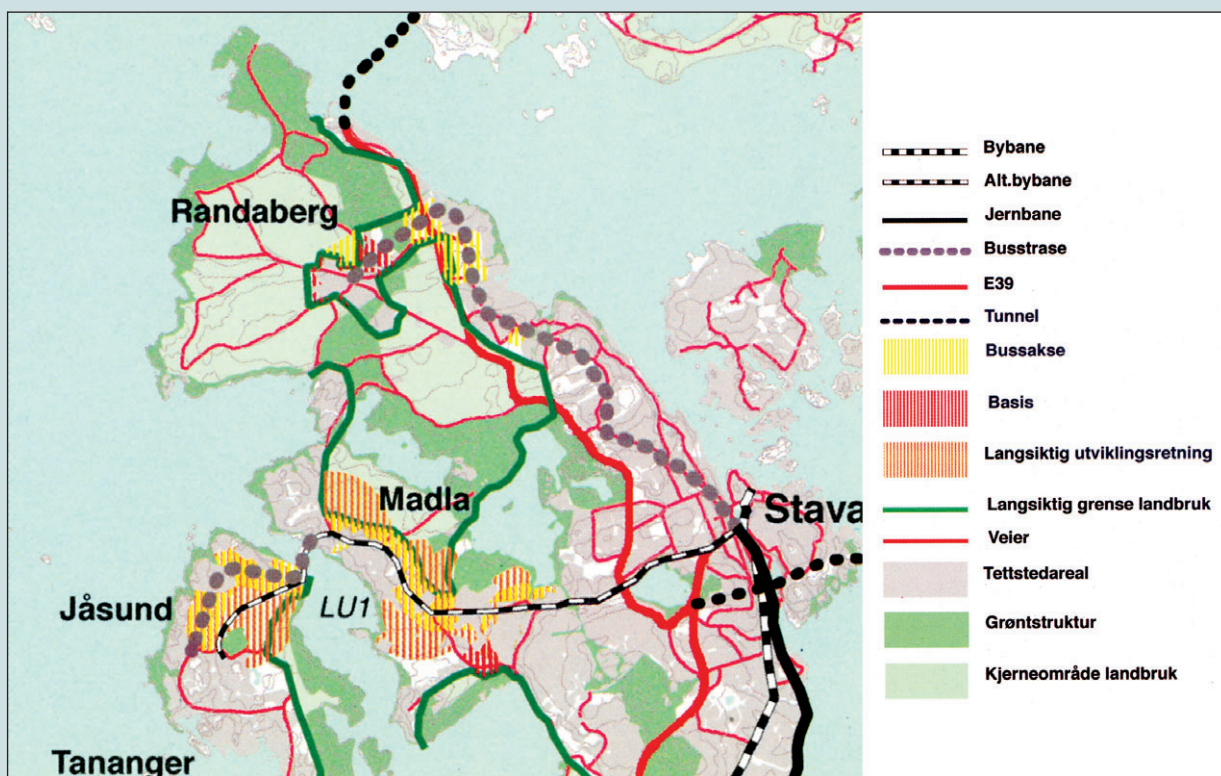 Randaberg
Madla
Stava
Jåsund
LU1
Tananger
Bybane
Alt.bybane
Jernbane
Busstrase
E39
Tunnel
Bussakse
Basis
Langsiktig utviklingsretning
Langsiktig grense landbruk
Veier
Tettstedareal
Grøntstruktur
Kjerneområde landbruk